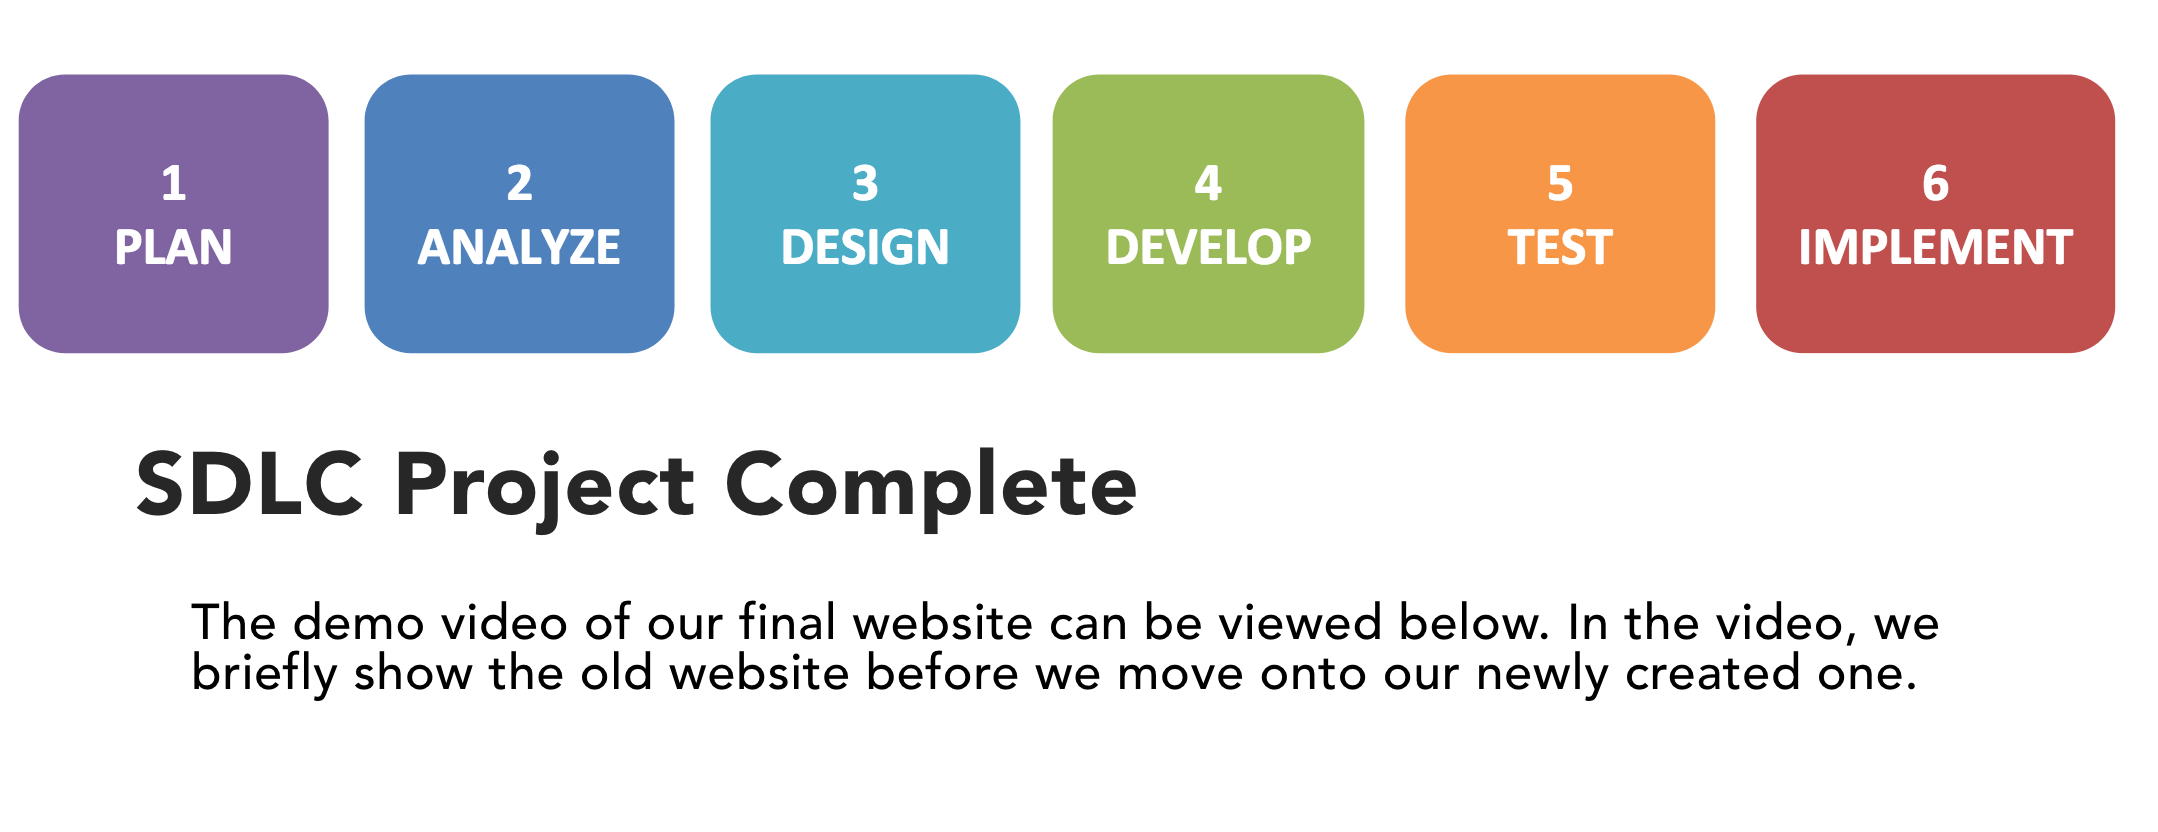 1
PLAN
2
ANALYZE
3
DESIGN
4
DEVELOP
5
TEST
6
IMPLEMENT
SDLC Project Complete
The demo video of our final website can be viewed below. In the video, we
briefly show the old website before we move onto our newly created one.